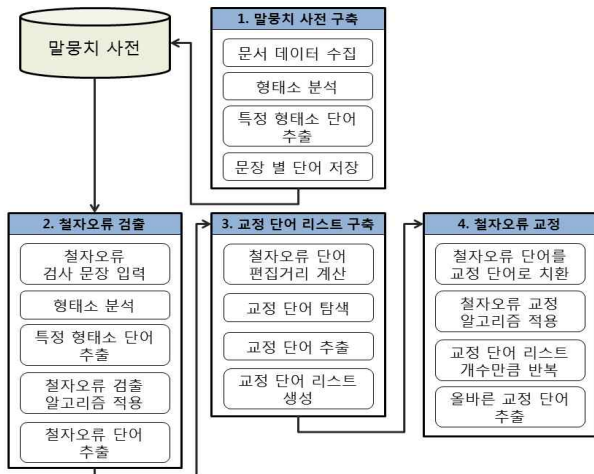 말뭉치 사전
1. 말뭉치 사전 구축
문서 데이터 수집
형태소 분석
특정 형태소 단어
추출
문장 별 단어 저장
2. 철자오류 검출
철자오류
검사 문장 입력
형태소 분석
특정 형태소 단어
추출
철자오류 검출
알고리즘 적용
철자오류 단어
추출
3. 교정 단어 리스트 구축
철자오류 단어
편집거리 계산
교정 단어 탐색
교정 단어 추출
교정 단어 리스트
생성
4. 철자오류 교정
철자오류 단어를
교정 단어로 치환
철자오류 교정
알고리즘 적용
교정 단어 리스트
개수만큼 반복
올바른 교정 단어
추출